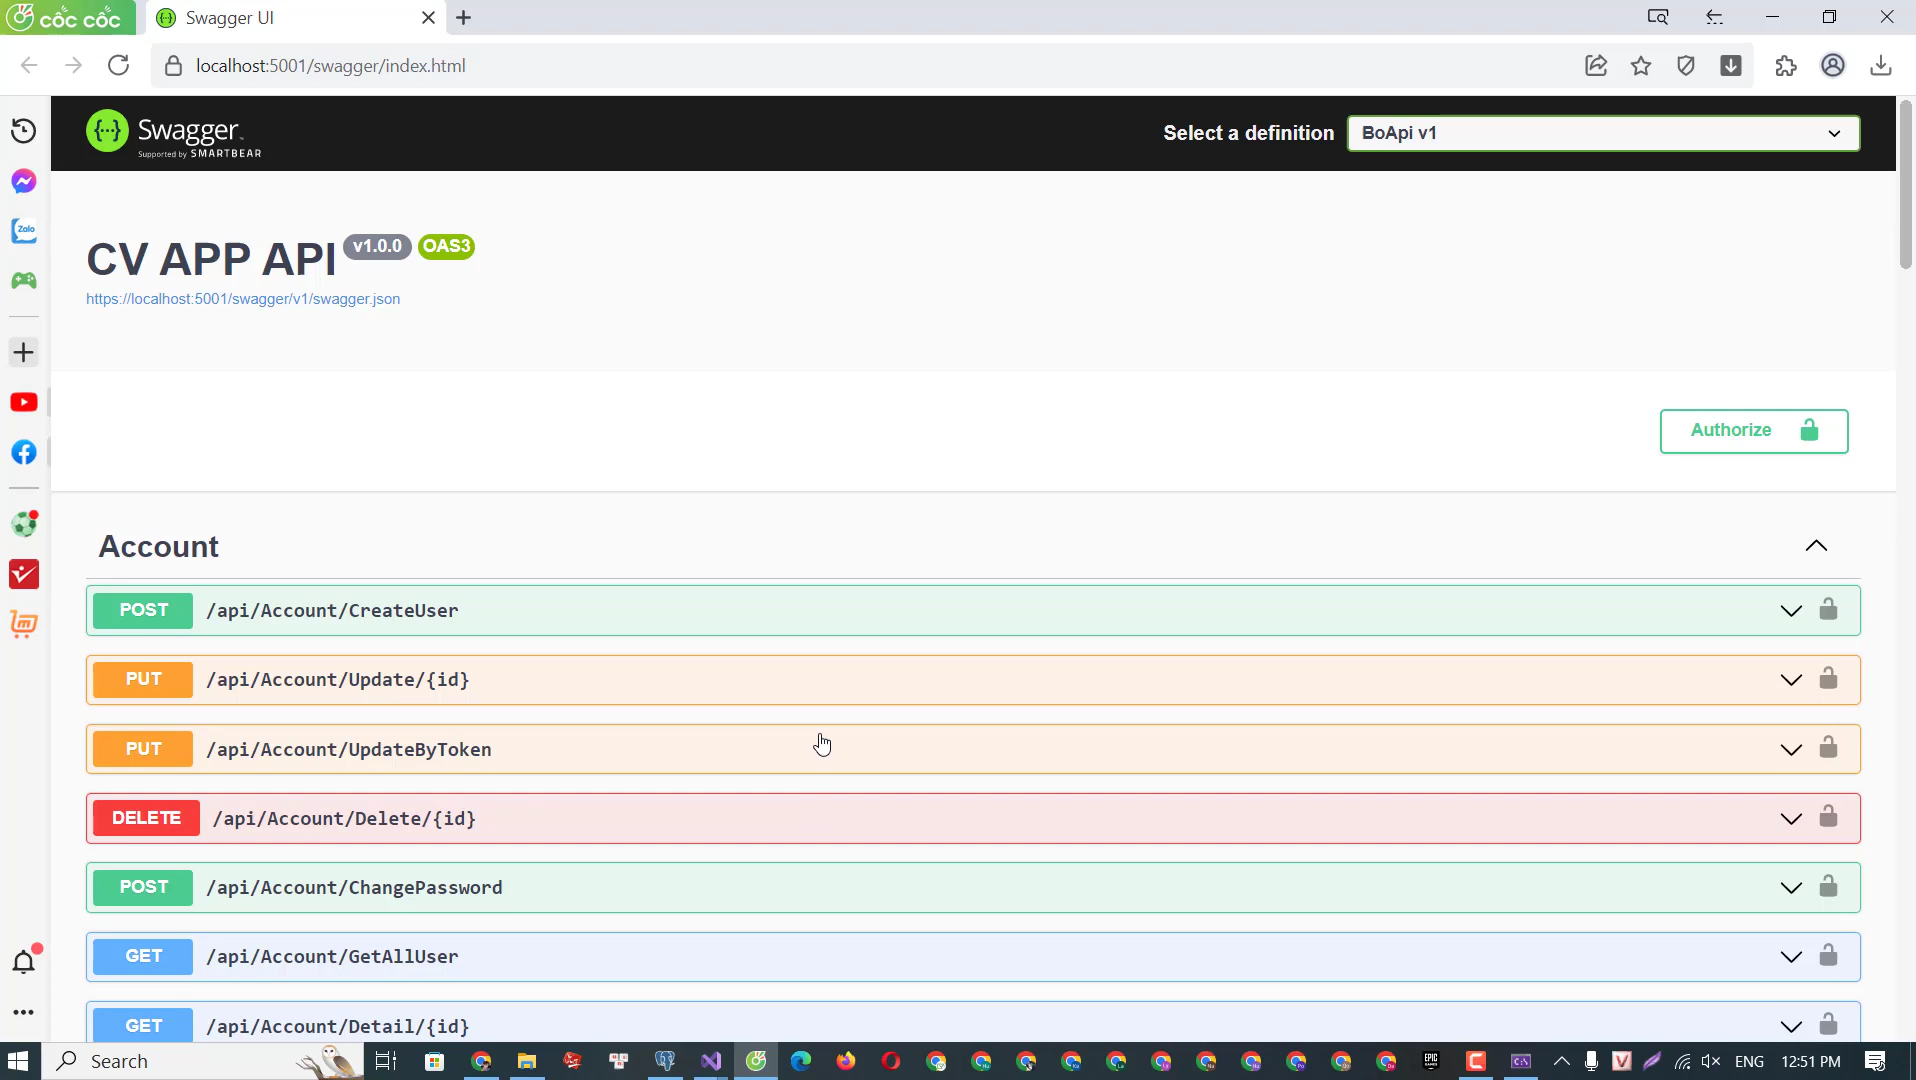 cốc cốc
Swagger UI
localhost:5001/swagger/index.html
Swagger
Supported by SMARTBEAR
Select a definition
BoApi v1
CV APP API v1.0.0 OAS3
https://localhost:5001/swagger/v1/swagger.json
Zalo
Authorize
Account
POST /api/Account/CreateUser
PUT /api/Account/Update/{id}
PUT /api/Account/UpdateByToken
DELETE /api/Account/Delete/{id}
POST /api/Account/ChangePassword
GET /api/Account/GetAllUser
GET /api/Account/Detail/{id}
Search
EPIC
GAMES
C:\
V
ENG
12:51 PM